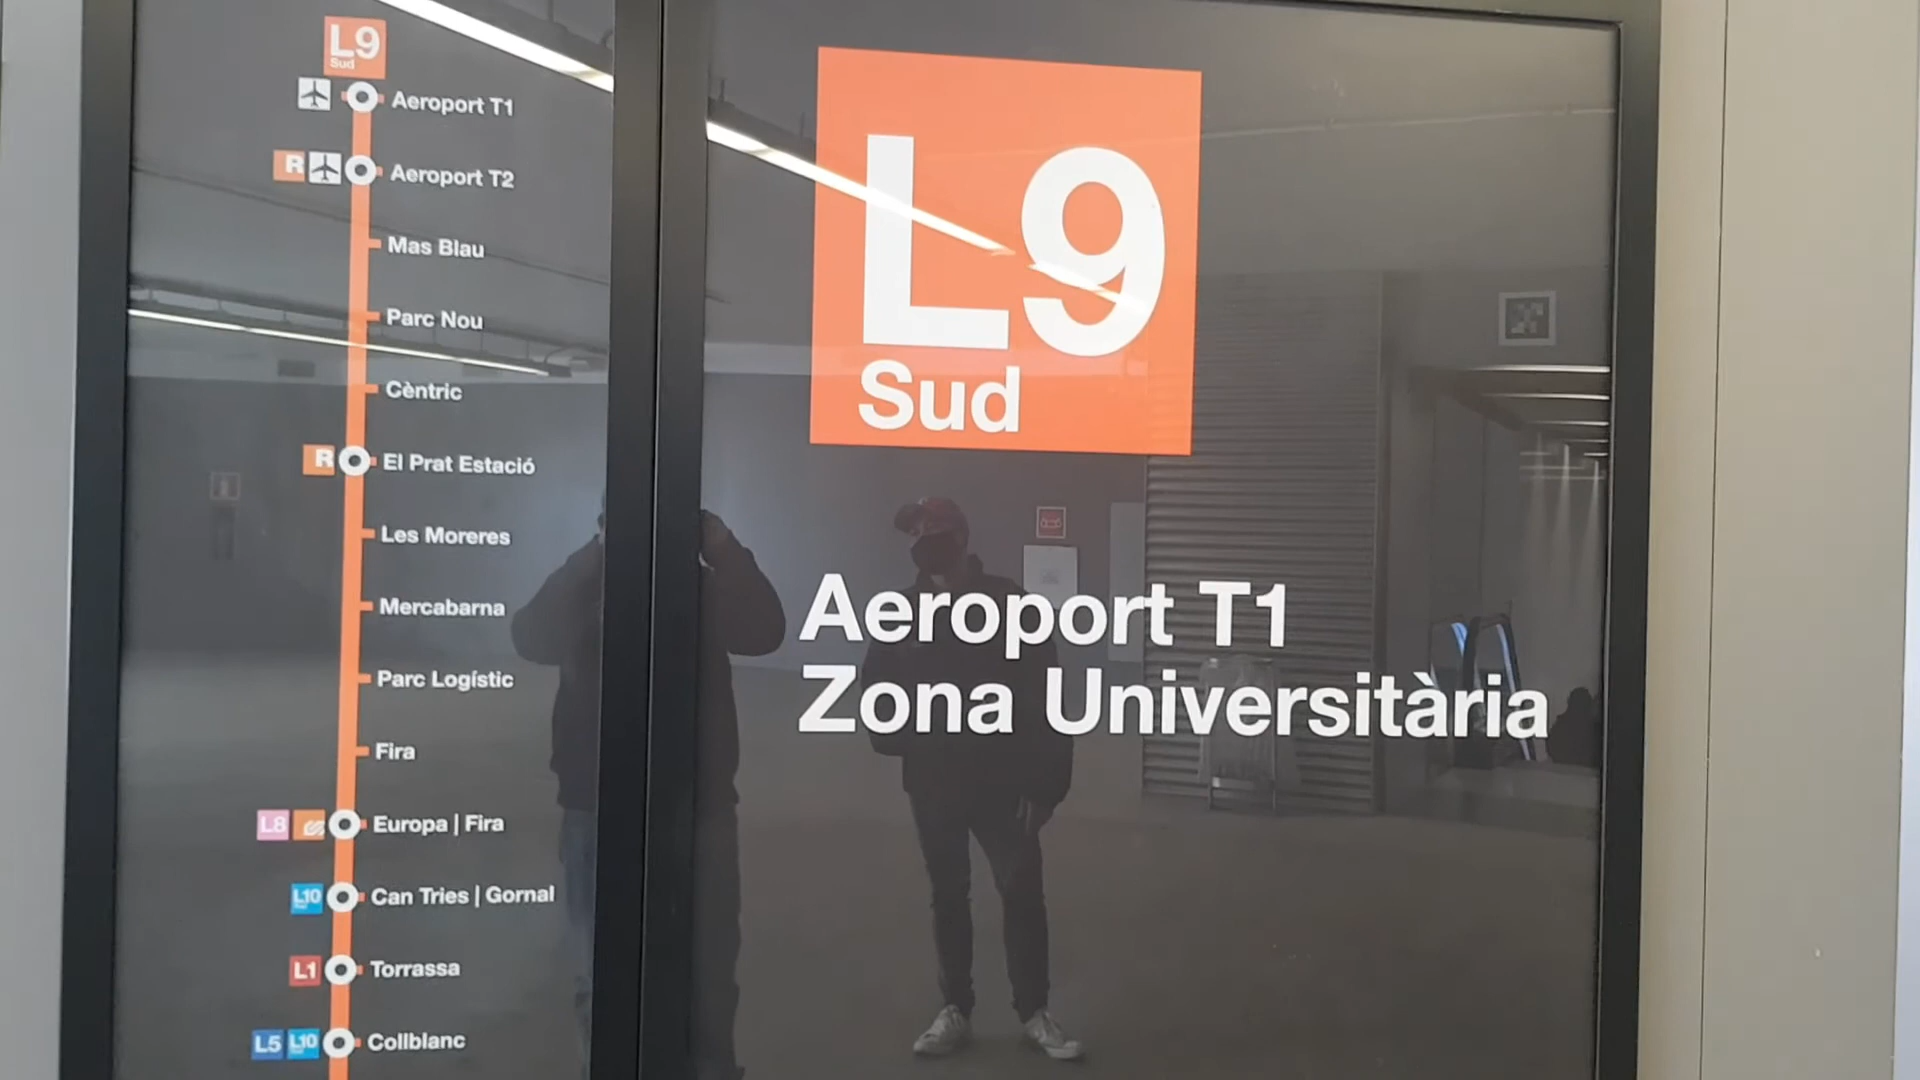 L9
Sud
Aeroport T1
R Aeroport T2
Mas Blau
Parc Nou
Cèntric
R El Prat Estació
Les Moreres
Mercabarna
Parc Logístic
Fira
L8 Europa | Fira
L10 Can Tries | Gornal
L1 Torrassa
L5 L10 Collblanc
L9
Sud
Aeroport T1
Zona Universitària